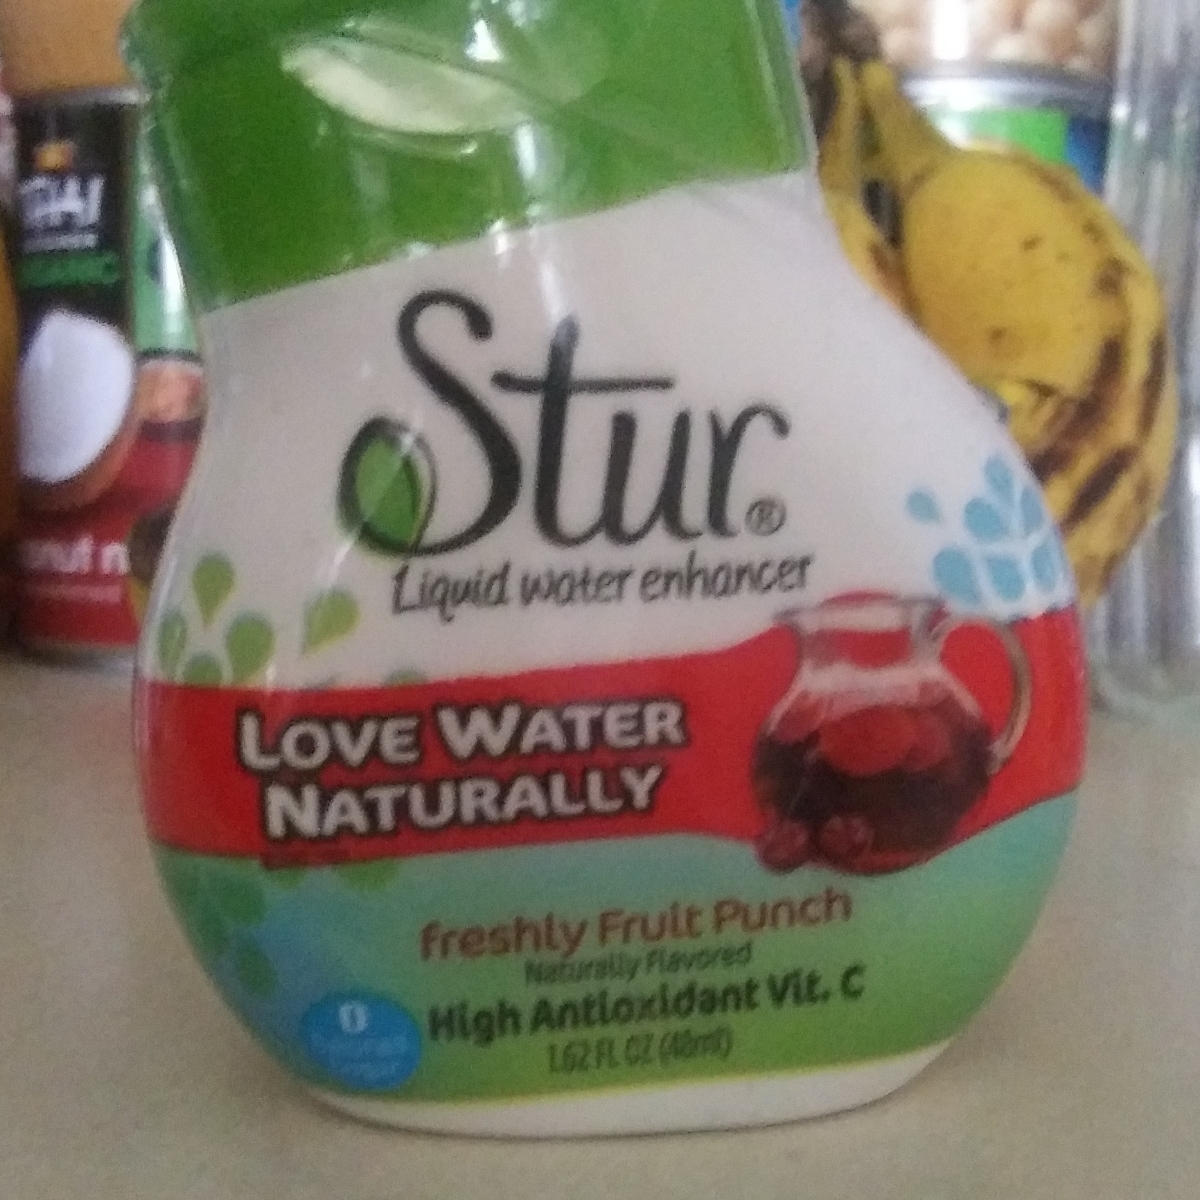 Stur®
Liquid water enhancer
LOVE WATER
NATURALLY
freshly Fruit Punch
Naturally Flavored
High Antioxidant Vit. C
1.62 FL OZ (48ml)
0